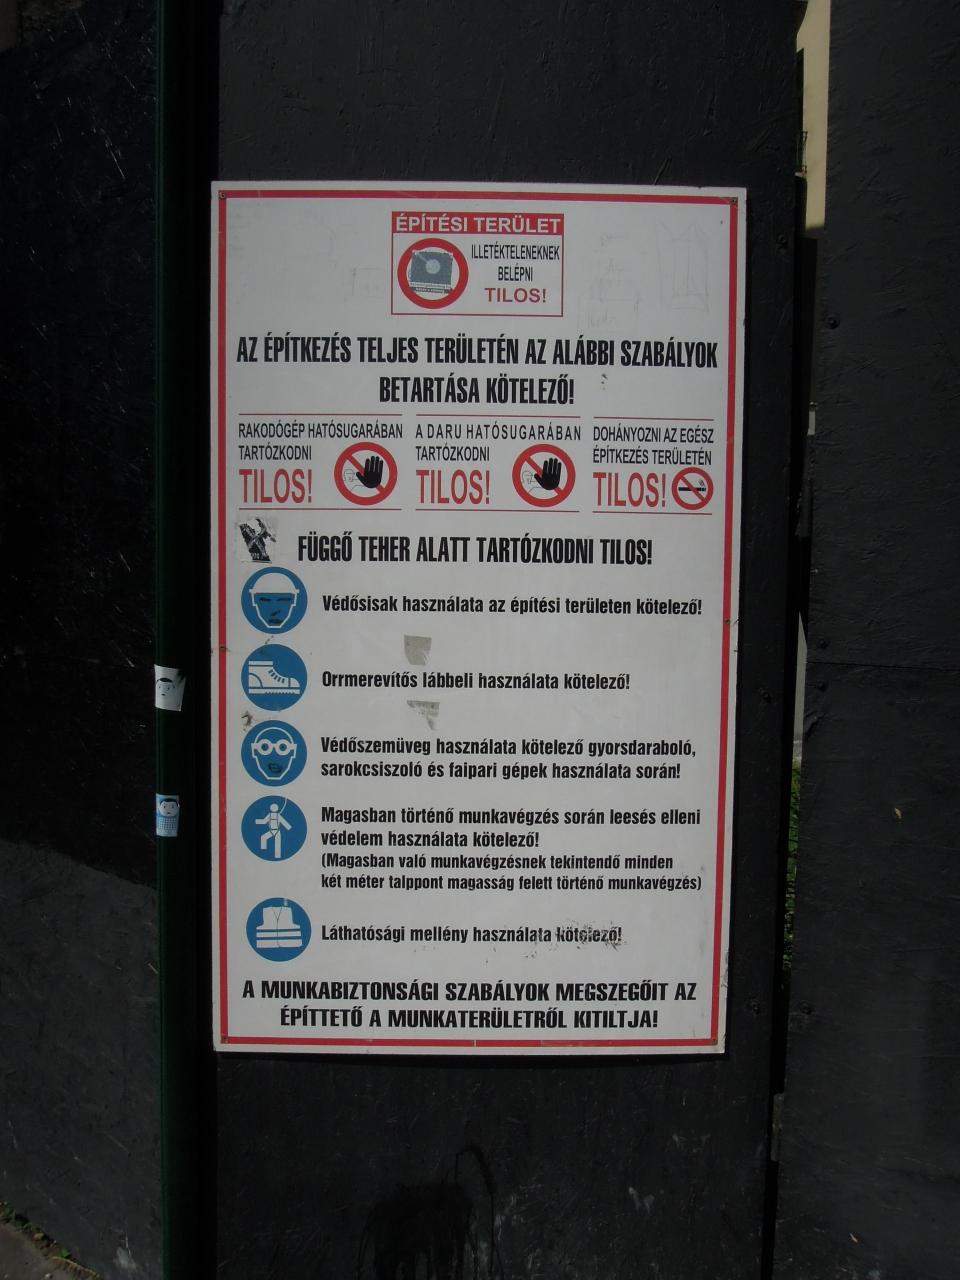 ÉPÍTÉSI TERÜLET
ILLETÉKTELENEKNEK
BELÉPNI
TILOS!
AZ ÉPÍTKEZÉS TELJES TERÜLETÉN AZ ALÁBBI SZABÁLYOK
BETARTÁSA KÖTELEZŐ!
RAKODÓGÉP HATÓSUGARÁBAN
TARTÓZKODNI
TILOS!
A DARU HATÓSUGARÁBAN
TARTÓZKODNI
TILOS!
DOHÁNYOZNI AZ EGÉSZ
ÉPÍTKEZÉS TERÜLETÉN
TILOS!
FÜGGŐ TEHER ALATT TARTÓZKODNI TILOS!
Védősisak használata az építési területen kötelező!
Orrmerevítős lábbeli használata kötelező!
Védőszemüveg használata kötelező gyorsdaraboló,
sarokcsiszoló és faipari gépek használata során!
Magasban történő munkavégzés során leesés elleni
védelem használata kötelező!
(Magasban való munkavégzésnek tekintendő minden
két méter talppont magasság felett történő munkavégzés)
Láthatósági mellény használata kötelező!
A MUNKABIZTONSÁGI SZABÁLYOK MEGSZEGŐIT AZ
ÉPÍTTETŐ A MUNKATERÜLETRŐL KITILTJA!